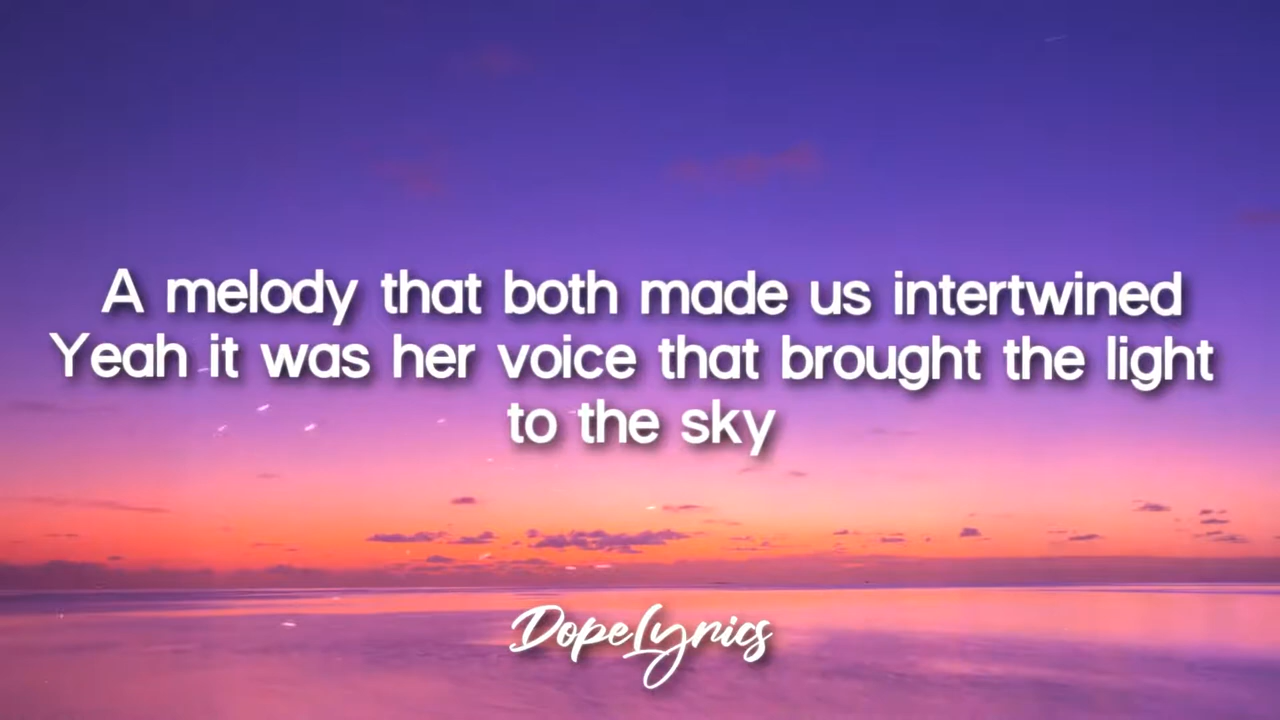 A melody that both made us intertwined
Yeah it was her voice that brought the light
to the sky
DopeLyrics